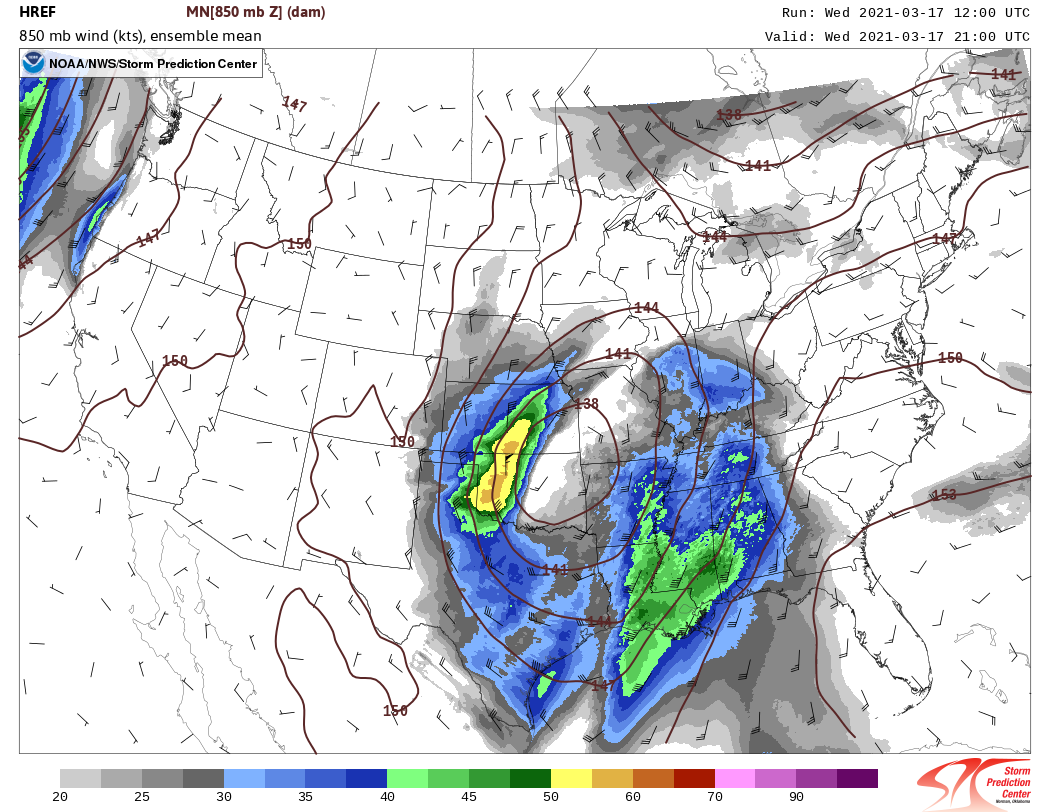 HREF
MN[850 mb Z] (dam)
Run: Wed 2021-03-17 12:00 UTC
850 mb wind (kts), ensemble mean
Valid: Wed 2021-03-17 21:00 UTC
NOAA/NWS/Storm Prediction Center
141
147
138
141
147
150
144
147
144
141
150
150
138
150
153
141
144
147
150
20 25 30 35 40 45 50 60 70 90
Storm
Prediction
Center
Norman, Oklahoma